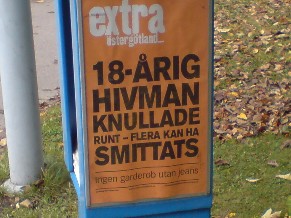 extra
östergötland...
18-ÅRIG
HIVMAN
KNULLADE
RUNT – FLERA KAN HA
SMITTATS
ingen garderob utan jeans